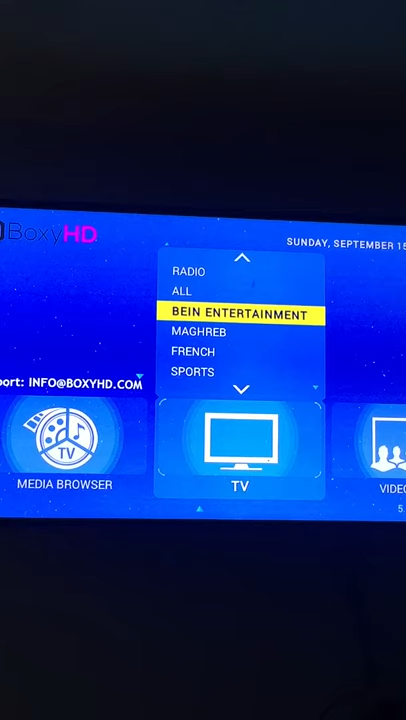 BoxyHD
SUNDAY, SEPTEMBER 15
RADIO
ALL
BEIN ENTERTAINMENT
MAGHREB
FRENCH
SPORTS
port: INFO@BOXYHD.COM
TV
MEDIA BROWSER
TV
VIDEO
5.